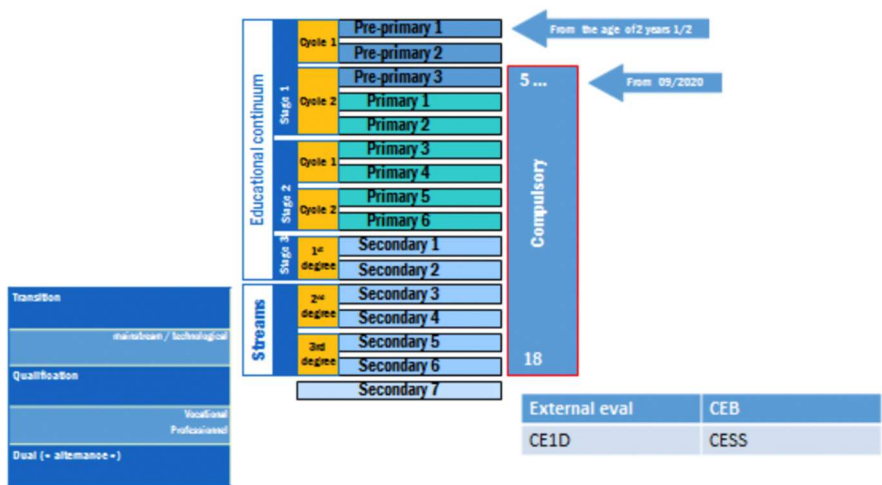 Educational continuum
Stage 1
Cycle 1
Pre-primary 1
Pre-primary 2
Cycle 2
Pre-primary 3
Primary 1
Primary 2
Stage 2
Cycle 1
Primary 3
Primary 4
Cycle 2
Primary 5
Primary 6
Stage 3
1st
degree
Secondary 1
Secondary 2
Streams
2nd
degree
Secondary 3
Secondary 4
3rd
degree
Secondary 5
Secondary 6
Secondary 7
From the age of 2 years 1/2
From 09/2020
5 ...
Compulsory
18
Transition
mainstream / technological
Qualification
Vocational
Professionnel
Dual (« alternance »)
External eval CEB
CE1D CESS